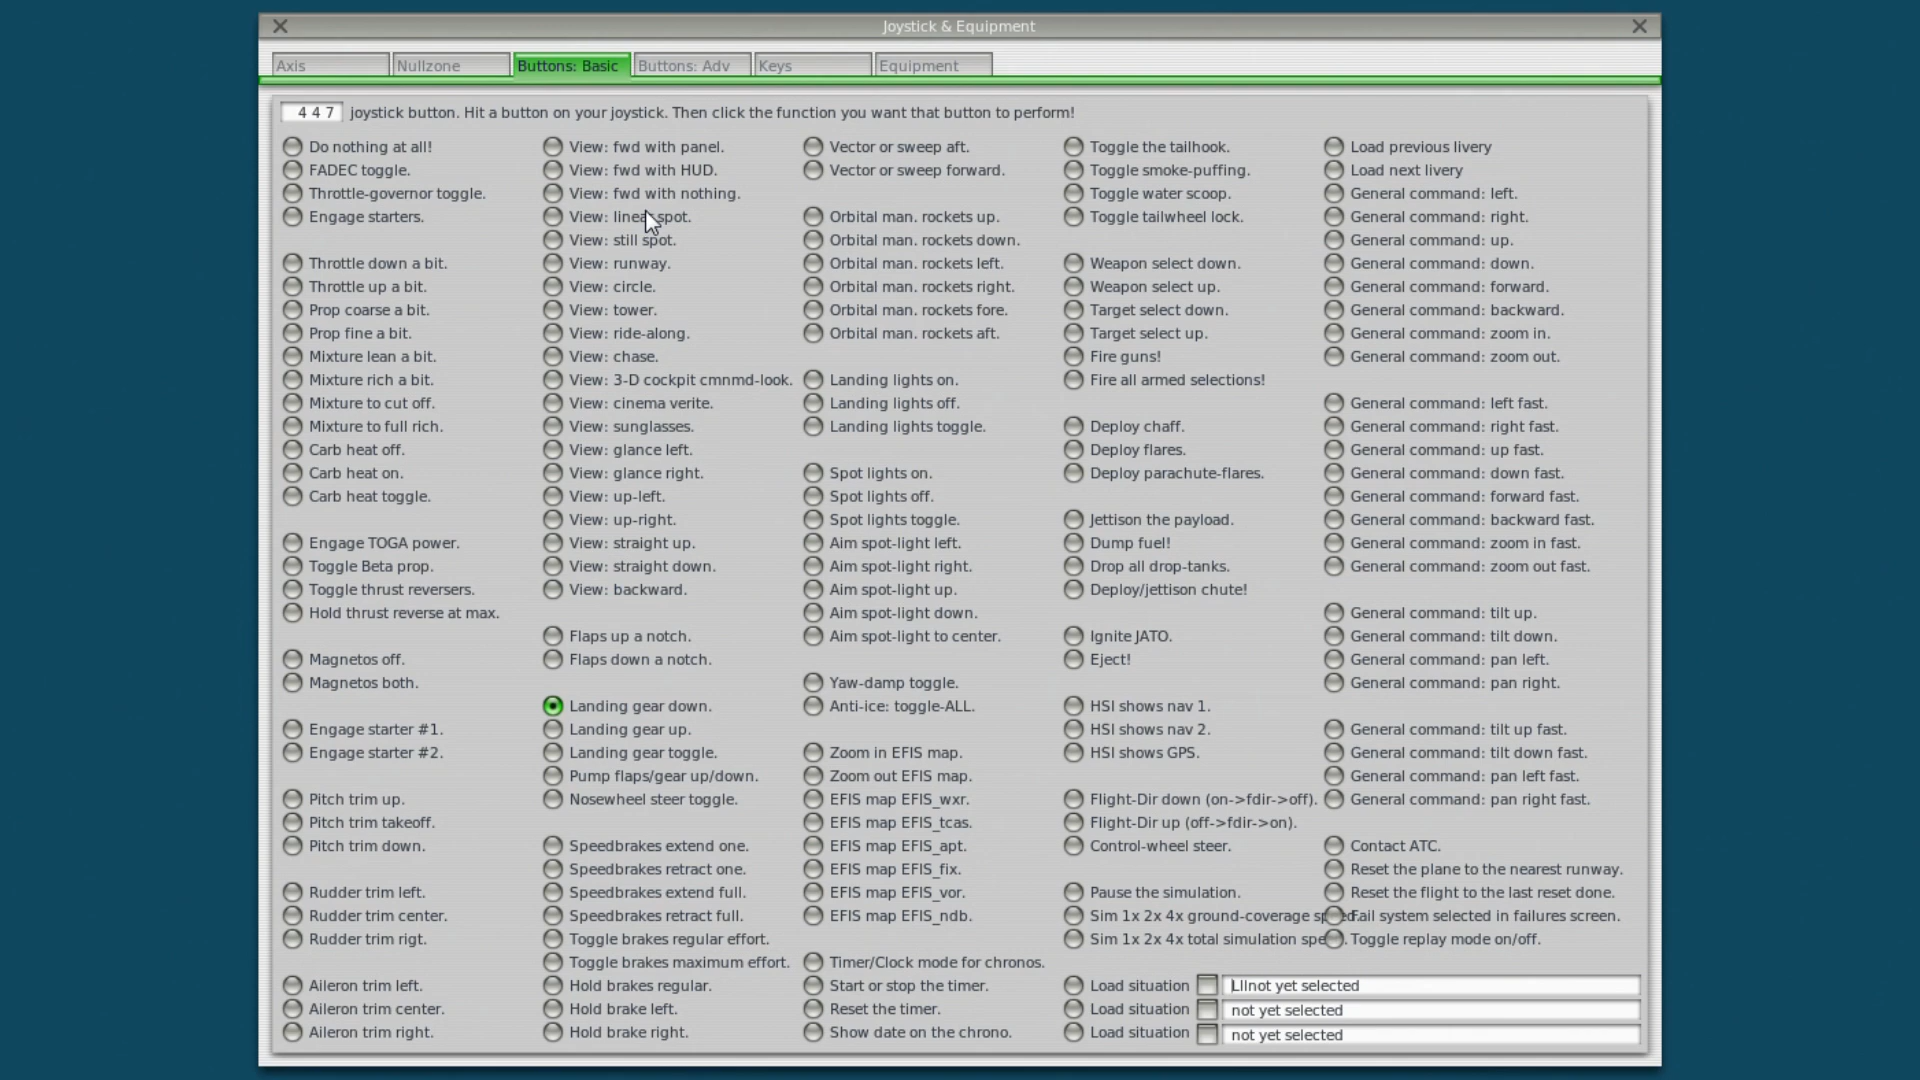 Joystick & Equipment
Axis
Nullzone
Buttons: Basic
Buttons: Adv
Keys
Equipment
447 joystick button. Hit a button on your joystick. Then click the function you want that button to perform!
Do nothing at all!
FADEC toggle.
Throttle-governor toggle.
Engage starters.
Throttle down a bit.
Throttle up a bit.
Prop coarse a bit.
Prop fine a bit.
Mixture lean a bit.
Mixture rich a bit.
Mixture to cut off.
Mixture to full rich.
Carb heat off.
Carb heat on.
Carb heat toggle.
Engage TOGA power.
Toggle Beta prop.
Toggle thrust reversers.
Hold thrust reverse at max.
Magnetos off.
Magnetos both.
Engage starter #1.
Engage starter #2.
Pitch trim up.
Pitch trim takeoff.
Pitch trim down.
Rudder trim left.
Rudder trim center.
Rudder trim rigt.
Aileron trim left.
Aileron trim center.
Aileron trim right.
View: fwd with panel.
View: fwd with HUD.
View: fwd with nothing.
View: linear spot.
View: still spot.
View: runway.
View: circle.
View: tower.
View: ride-along.
View: chase.
View: 3-D cockpit cmnmd-look.
View: cinema verite.
View: sunglasses.
View: glance left.
View: glance right.
View: up-left.
View: up-right.
View: straight up.
View: straight down.
View: backward.
Flaps up a notch.
Flaps down a notch.
Landing gear down.
Landing gear up.
Landing gear toggle.
Pump flaps/gear up/down.
Nosewheel steer toggle.
Speedbrakes extend one.
Speedbrakes retract one.
Speedbrakes extend full.
Speedbrakes retract full.
Toggle brakes regular effort.
Toggle brakes maximum effort.
Hold brakes regular.
Hold brake left.
Hold brake right.
Vector or sweep aft.
Vector or sweep forward.
Orbital man. rockets up.
Orbital man. rockets down.
Orbital man. rockets left.
Orbital man. rockets right.
Orbital man. rockets fore.
Orbital man. rockets aft.
Landing lights on.
Landing lights off.
Landing lights toggle.
Spot lights on.
Spot lights off.
Spot lights toggle.
Aim spot-light left.
Aim spot-light right.
Aim spot-light up.
Aim spot-light down.
Aim spot-light to center.
Yaw-damp toggle.
Anti-ice: toggle-ALL.
Zoom in EFIS map.
Zoom out EFIS map.
EFIS map EFIS_wxr.
EFIS map EFIS_tcas.
EFIS map EFIS_apt.
EFIS map EFIS_fix.
EFIS map EFIS_vor.
EFIS map EFIS_ndb.
Timer/Clock mode for chronos.
Start or stop the timer.
Reset the timer.
Show date on the chrono.
Toggle the tailhook.
Toggle smoke-puffing.
Toggle water scoop.
Toggle tailwheel lock.
Weapon select down.
Weapon select up.
Target select down.
Target select up.
Fire guns!
Fire all armed selections!
Deploy chaff.
Deploy flares.
Deploy parachute-flares.
Jettison the payload.
Dump fuel!
Drop all drop-tanks.
Deploy/jettison chute!
Ignite JATO.
Eject!
HSI shows nav 1.
HSI shows nav 2.
HSI shows GPS.
Flight-Dir down (on->fdir->off).
Flight-Dir up (off->fdir->on).
Control-wheel steer.
Pause the simulation.
Sim 1x 2x 4x ground-coverage
Sim 1x 2x 4x total simulation
Load situation Llnot yet selected
Load situation not yet selected
Load situation not yet selected
Load previous livery
Load next livery
General command: left.
General command: right.
General command: up.
General command: down.
General command: forward.
General command: backward.
General command: zoom in.
General command: zoom out.
General command: left fast.
General command: right fast.
General command: up fast.
General command: down fast.
General command: forward fast.
General command: backward fast.
General command: zoom in fast.
General command: zoom out fast.
General command: tilt up.
General command: tilt down.
General command: pan left.
General command: pan right.
General command: tilt up fast.
General command: tilt down fast.
General command: pan left fast.
General command: pan right fast.
Contact ATC.
Reset the plane to the nearest runway.
Reset the flight to the last reset done.
Fail system selected in failures screen.
Toggle replay mode on/off.